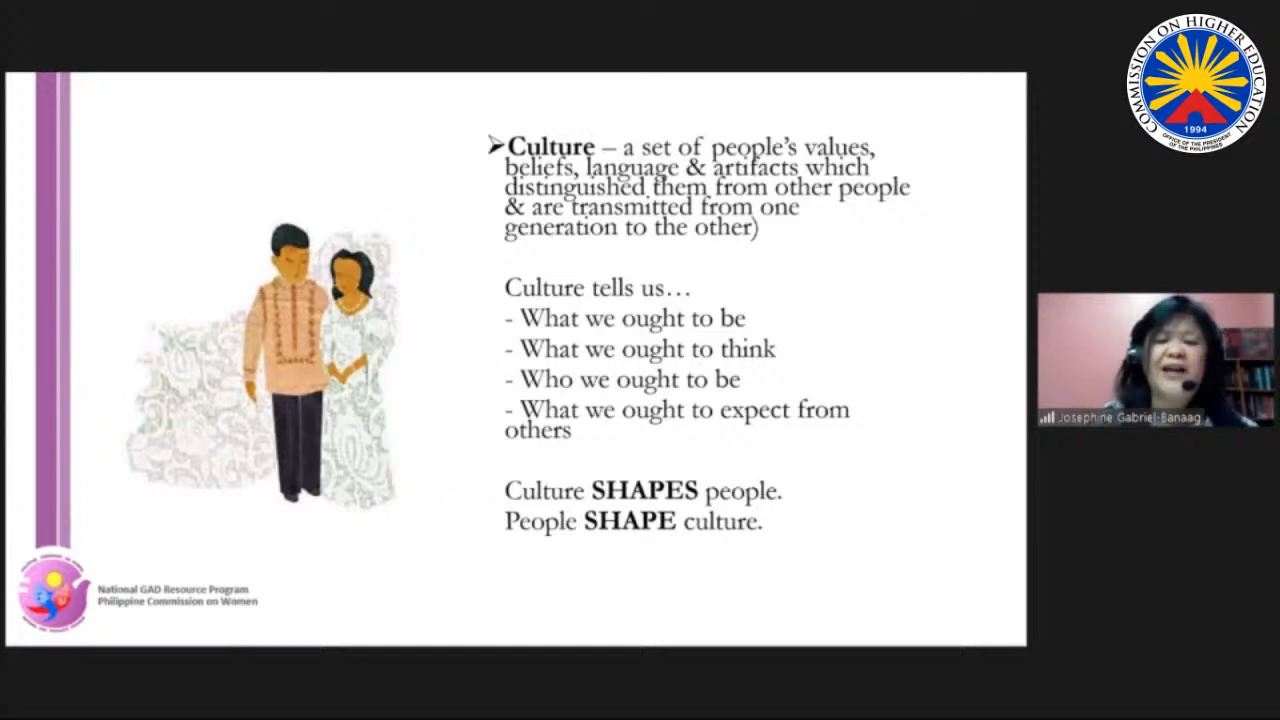 COMMISSION ON HIGHER EDUCATION
1994
OFFICE OF THE PRESIDENT
OF THE PHILIPPINES
➢Culture – a set of people's values,
beliefs, language & artifacts which
distinguished them from other people
& are transmitted from one
generation to the other)
Culture tells us…
- What we ought to be
- What we ought to think
- Who we ought to be
- What we ought to expect from
others
Culture SHAPES people.
People SHAPE culture.
Josephine Gabriel-Banaag
National GAD Resource Program
Philippine Commission on Women